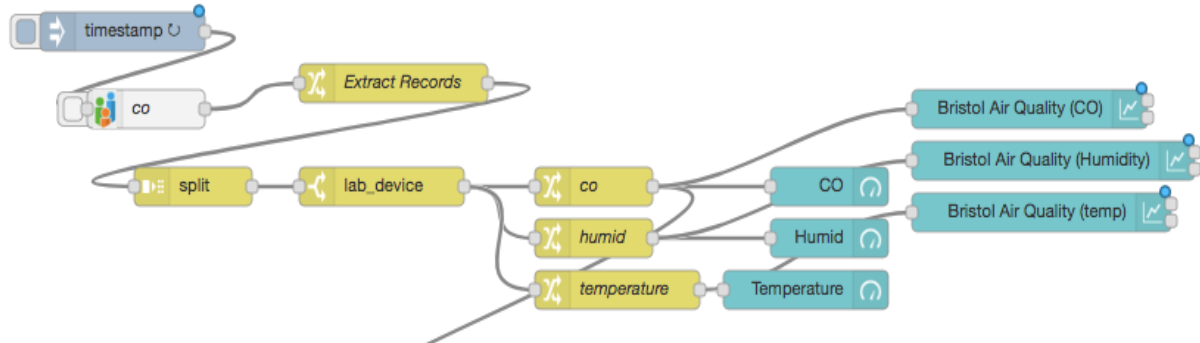 timestamp ↻
co
Extract Records
Bristol Air Quality (CO)
Bristol Air Quality (Humidity)
split
lab_device
co
CO
Bristol Air Quality (temp)
humid
Humid
temperature
Temperature